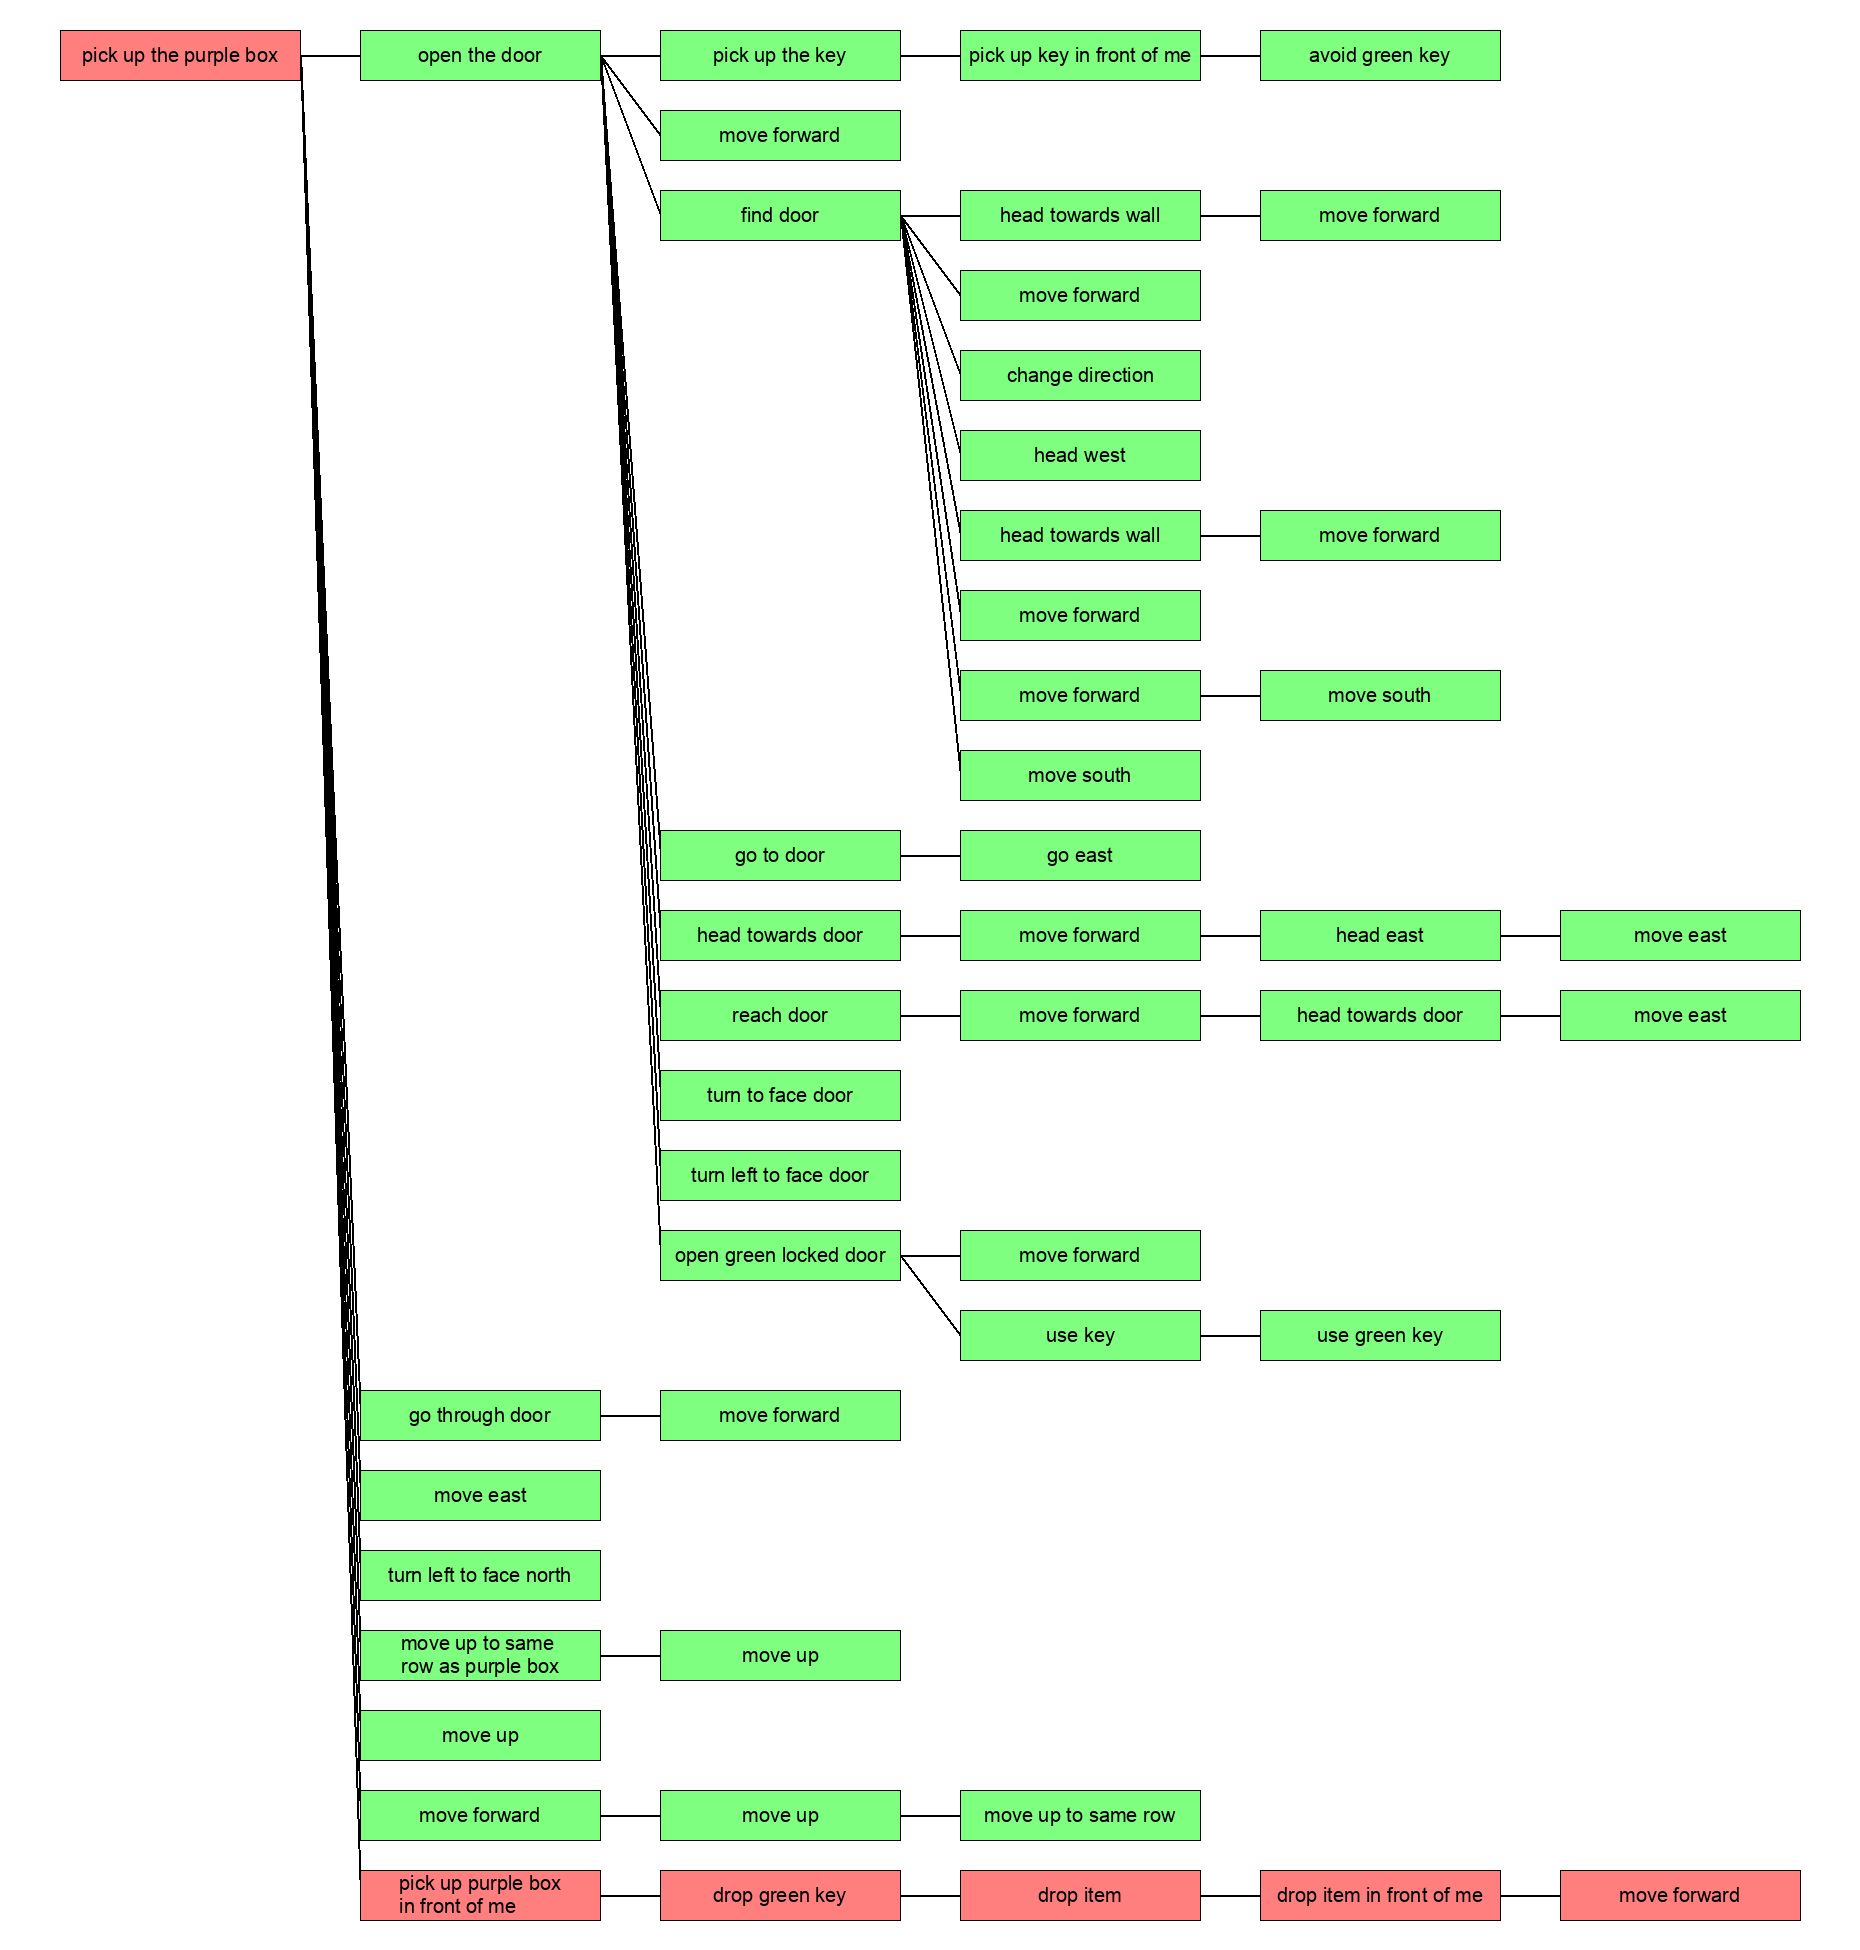 pick up the purple box
open the door
pick up the key
pick up key in front of me
avoid green key
move forward
find door
head towards wall
move forward
move forward
change direction
head west
head towards wall
move forward
move forward
move forward
move south
move south
go to door
go east
head towards door
move forward
head east
move east
reach door
move forward
head towards door
move east
turn to face door
turn left to face door
open green locked door
move forward
use key
use green key
go through door
move forward
move east
turn left to face north
move up to same
row as purple box
move up
move up
move forward
move up
move up to same row
pick up purple box
in front of me
drop green key
drop item
drop item in front of me
move forward